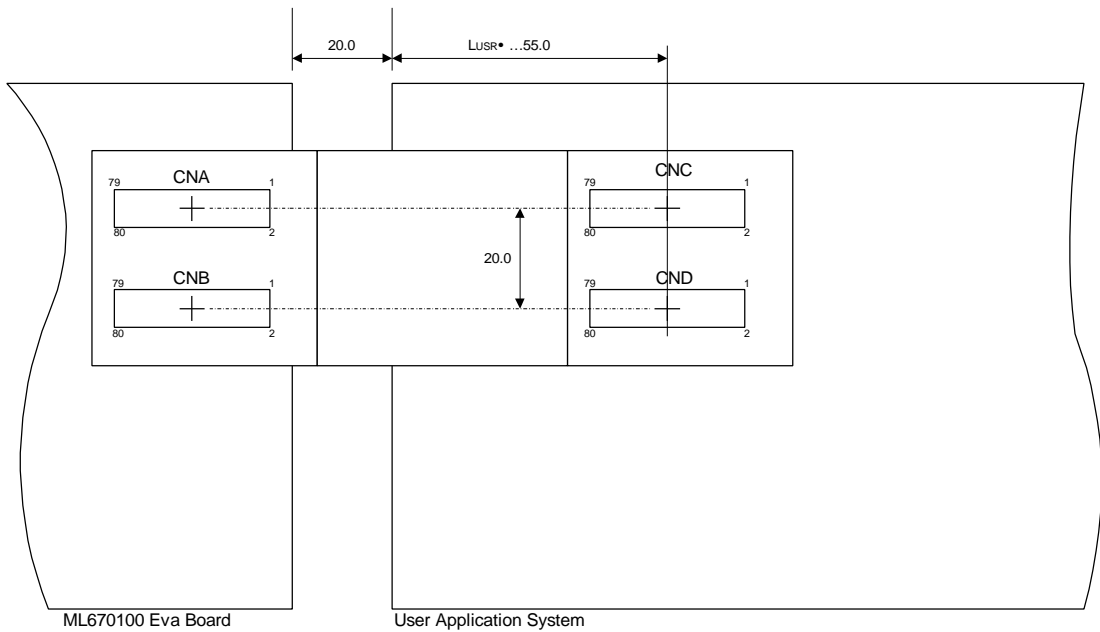 20.0
LUSR• …55.0
CNA
CNC
79 1
79 1
80 2
80 2
20.0
CNB
CND
79 1
79 1
80 2
80 2
ML670100 Eva Board
User Application System